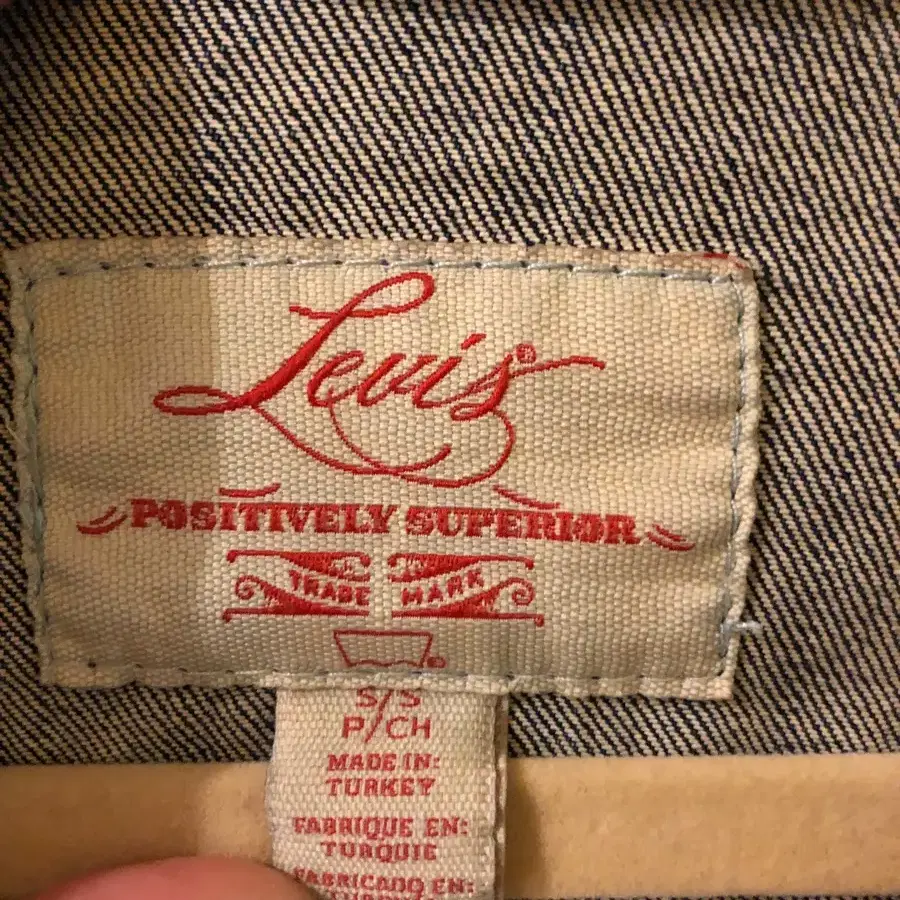 Levi's®
POSITIVELY SUPERIOR
TRADE MARK
S/S
P/CH
MADE IN:
TURKEY
FABRIQUE EN:
TURQUIE
FABRICADO EN: